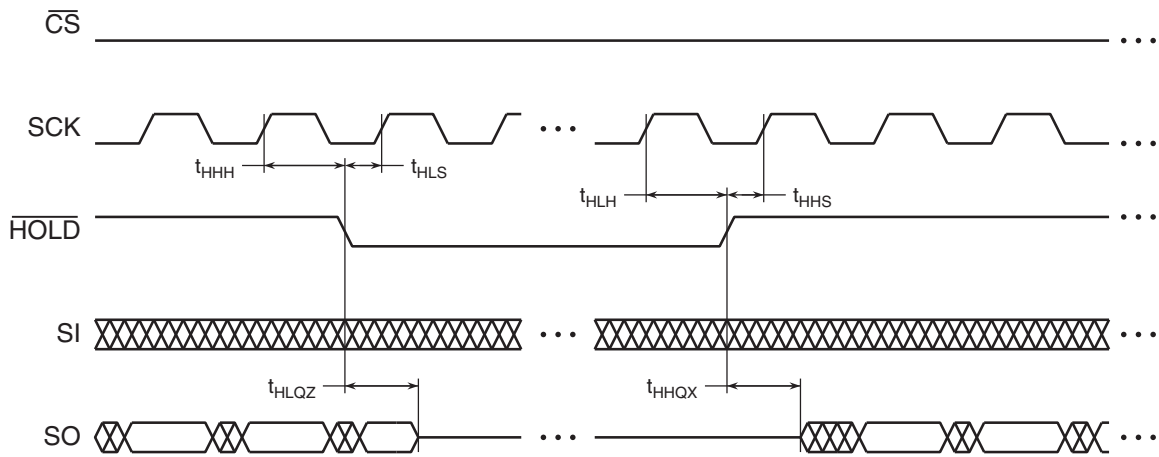 CS
SCK
tHHH
tHLS
tHLH
tHHS
HOLD
SI
tHLQZ
tHHQX
SO